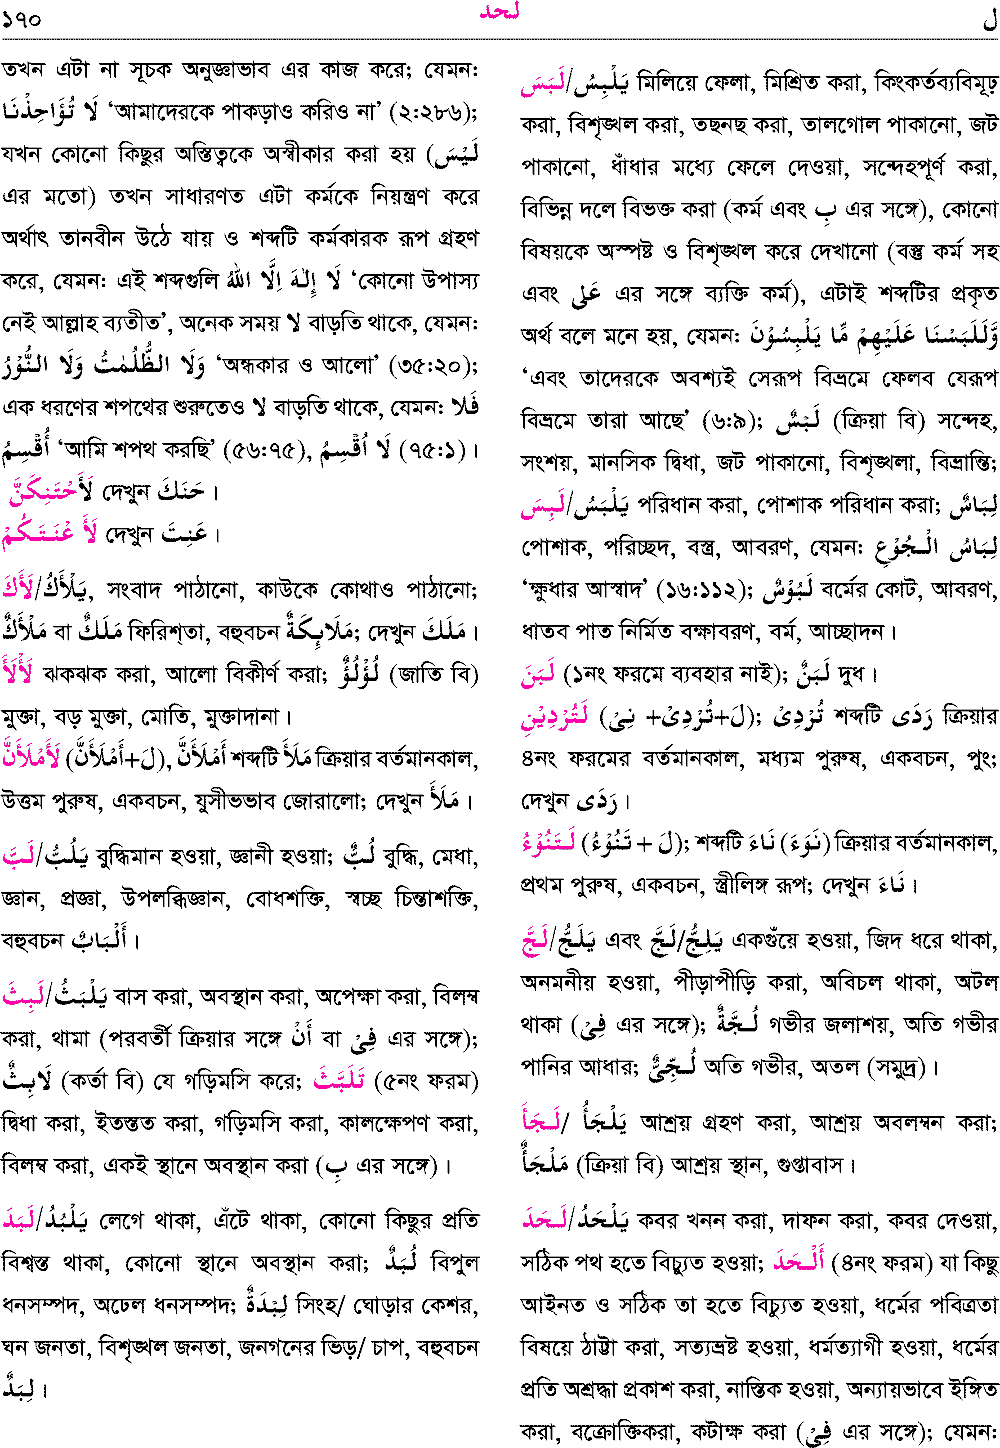 ১৭০
لحد
ل
তখন এটা না সূচক অনুজ্ঞাভাব এর কাজ করে; যেমন:
لَا تُؤَاخِذْنَا ‘আমাদেরকে পাকড়াও করিও না’ (২:২৮৬);
যখন কোনো কিছুর অস্তিত্বকে অস্বীকার করা হয় (لَيْسَ
এর মতো) তখন সাধারণত এটা কর্মকে নিয়ন্ত্রণ করে
অর্থাৎ তানবীন উঠে যায় ও শব্দটি কর্মকারক রূপ গ্রহণ
করে, যেমন: এই শব্দগুলি لَا إِلٰهَ اِلَّا اللهُ ‘কোনো উপাস্য
নেই আল্লাহ ব্যতীত’, অনেক সময় لا বাড়তি থাকে, যেমন:
وَلَا الظُّلُمٰتُ وَلَا النُّوْرُ ‘অন্ধকার ও আলো’ (৩৫:২০);
এক ধরণের শপথের শুরুতেও لا বাড়তি থাকে, যেমন: فَلا
أُقْسِمُ ‘আমি শপথ করছি’ (৫৬:৭৫), لَا اُقْسِمُ (৭৫:১)।
لَأَحْتَنِكَنَّ দেখুন حَنَكَ ।
لَأَ عْنَتَكُمْ দেখুন عَنِتَ ।
لَأَكَ/يَلْأَكُ, সংবাদ পাঠানো, কাউকে কোথাও পাঠানো;
مَلْأَكٌ বা مَلَكٌ ফিরিশ্‌তা, বহুবচন مَلَابِكَةٌ; দেখুন مَلَكَ ।
لَأْلَأَ ঝকঝক করা, আলো বিকীর্ণ করা; لُؤْلُؤٌ (জাতি বি)
মুক্তা, বড় মুক্তা, মোতি, মুক্তাদানা।
لَأَمْلَأَنَّ (لَ+أَمْلَأَنَّ), أَمْلَأَنَّ শব্দটি مَلَأَ ক্রিয়ার বর্তমানকাল,
উত্তম পুরুষ, একবচন, যুসীভভাব জোরালো; দেখুন مَلَأَ ।
لَبَّ/يَلُبُّ বুদ্ধিমান হওয়া, জ্ঞানী হওয়া; لُبٌّ বুদ্ধি, মেধা,
জ্ঞান, প্রজ্ঞা, উপলব্ধিজ্ঞান, বোধশক্তি, স্বচ্ছ চিন্তাশক্তি,
বহুবচন أَلْبَابٌ ।
لَبِثَ/يَلْبَثُ বাস করা, অবস্থান করা, অপেক্ষা করা, বিলম্ব
করা, থামা (পরবর্তী ক্রিয়ার সঙ্গে أَنْ বা فِيْ এর সঙ্গে);
لَابِثٌ (কর্তা বি) যে গড়িমসি করে; تَلَبَّثَ (৫নং ফরম)
দ্বিধা করা, ইতস্তত করা, গড়িমসি করা, কালক্ষেপণ করা,
বিলম্ব করা, একই স্থানে অবস্থান করা (بِ এর সঙ্গে)।
لَبَدَ/يَلْبُدُ লেগে থাকা, এঁটে থাকা, কোনো কিছুর প্রতি
বিশ্বস্ত থাকা, কোনো স্থানে অবস্থান করা; لُبَدٌ বিপুল
ধনসম্পদ, অঢেল ধনসম্পদ; لِبْدَةٌ সিংহ/ ঘোড়ার কেশর,
ঘন জনতা, বিশৃঙ্খল জনতা, জনগনের ভিড়/ চাপ, বহুবচন
لِبَدٌ ।
لَبَسَ/يَلْبِسُ মিলিয়ে ফেলা, মিশ্রিত করা, কিংকর্তব্যবিমূঢ়
করা, বিশৃঙ্খল করা, তছনছ করা, তালগোল পাকানো, জট
পাকানো, ধাঁধার মধ্যে ফেলে দেওয়া, সন্দেহপূর্ণ করা,
বিভিন্ন দলে বিভক্ত করা (কর্ম এবং بِ এর সঙ্গে), কোনো
বিষয়কে অস্পষ্ট ও বিশৃঙ্খল করে দেখানো (বস্তু কর্ম সহ
এবং عَلٰى এর সঙ্গে ব্যক্তি কর্ম), এটাই শব্দটির প্রকৃত
অর্থ বলে মনে হয়, যেমন: وَّلَلَبَسْنَا عَلَيْهِمْ مَّا يَلْبِسُوْنَ
‘এবং তাদেরকে অবশ্যই সেরূপ বিভ্রমে ফেলব যেরূপ
বিভ্রমে তারা আছে’ (৬:৯); لَبْسٌ (ক্রিয়া বি) সন্দেহ,
সংশয়, মানসিক দ্বিধা, জট পাকানো, বিশৃঙ্খলা, বিভ্রান্তি;
لَبِسَ/يَلْبَسُ পরিধান করা, পোশাক পরিধান করা; لِبَاسٌ
পোশাক, পরিচ্ছদ, বস্ত্র, আবরণ, যেমন: لِبَاسُ الْجُوْعِ
‘ক্ষুধার আস্বাদ’ (১৬:১১২); لَبُوْسٌ বর্মের কোট, আবরণ,
ধাতব পাত নির্মিত বক্ষাবরণ, বর্ম, আচ্ছাদন।
لَبَنَ (১নং ফরমে ব্যবহার নাই); لَبَنٌ দুধ।
لَتُرْدِيْنِ (لَ+تُرْدِيْ+ نِيْ); تُرْدِيْ শব্দটি رَدَى ক্রিয়ার
৪নং ফরমের বর্তমানকাল, মধ্যম পুরুষ, একবচন, পুং;
দেখুন رَدَى ।
لَتَنُوْءُ (لَ + تَنُوْءُ); শব্দটি نَاءَ (نَوَءَ) ক্রিয়ার বর্তমানকাল,
প্রথম পুরুষ, একবচন, স্ত্রীলিঙ্গ রূপ; দেখুন نَاءَ ।
لَجَّ/يَلَجُّ এবং لَجَّ/يَلِجُّ একগুঁয়ে হওয়া, জিদ ধরে থাকা,
অনমনীয় হওয়া, পীড়াপীড়ি করা, অবিচল থাকা, অটল
থাকা (فِيْ এর সঙ্গে); لُجَّةٌ গভীর জলাশয়, অতি গভীর
পানির আধার; لُجِّيٌّ অতি গভীর, অতল (সমুদ্র)।
لَجَأَ/ يَلْجَأُ আশ্রয় গ্রহণ করা, আশ্রয় অবলম্বন করা;
مَلْجَأٌ (ক্রিয়া বি) আশ্রয় স্থান, গুপ্তাবাস।
لَحَدَ/يَلْحَدُ কবর খনন করা, দাফন করা, কবর দেওয়া,
সঠিক পথ হতে বিচ্যুত হওয়া; أَلْحَدَ (৪নং ফরম) যা কিছু
আইনত ও সঠিক তা হতে বিচ্যুত হওয়া, ধর্মের পবিত্রতা
বিষয়ে ঠাট্টা করা, সত্যভ্রষ্ট হওয়া, ধর্মত্যাগী হওয়া, ধর্মের
প্রতি অশ্রদ্ধা প্রকাশ করা, নাস্তিক হওয়া, অন্যায়ভাবে ইঙ্গিত
করা, বক্রোক্তিকরা, কটাক্ষ করা (فِيْ এর সঙ্গে); যেমন: